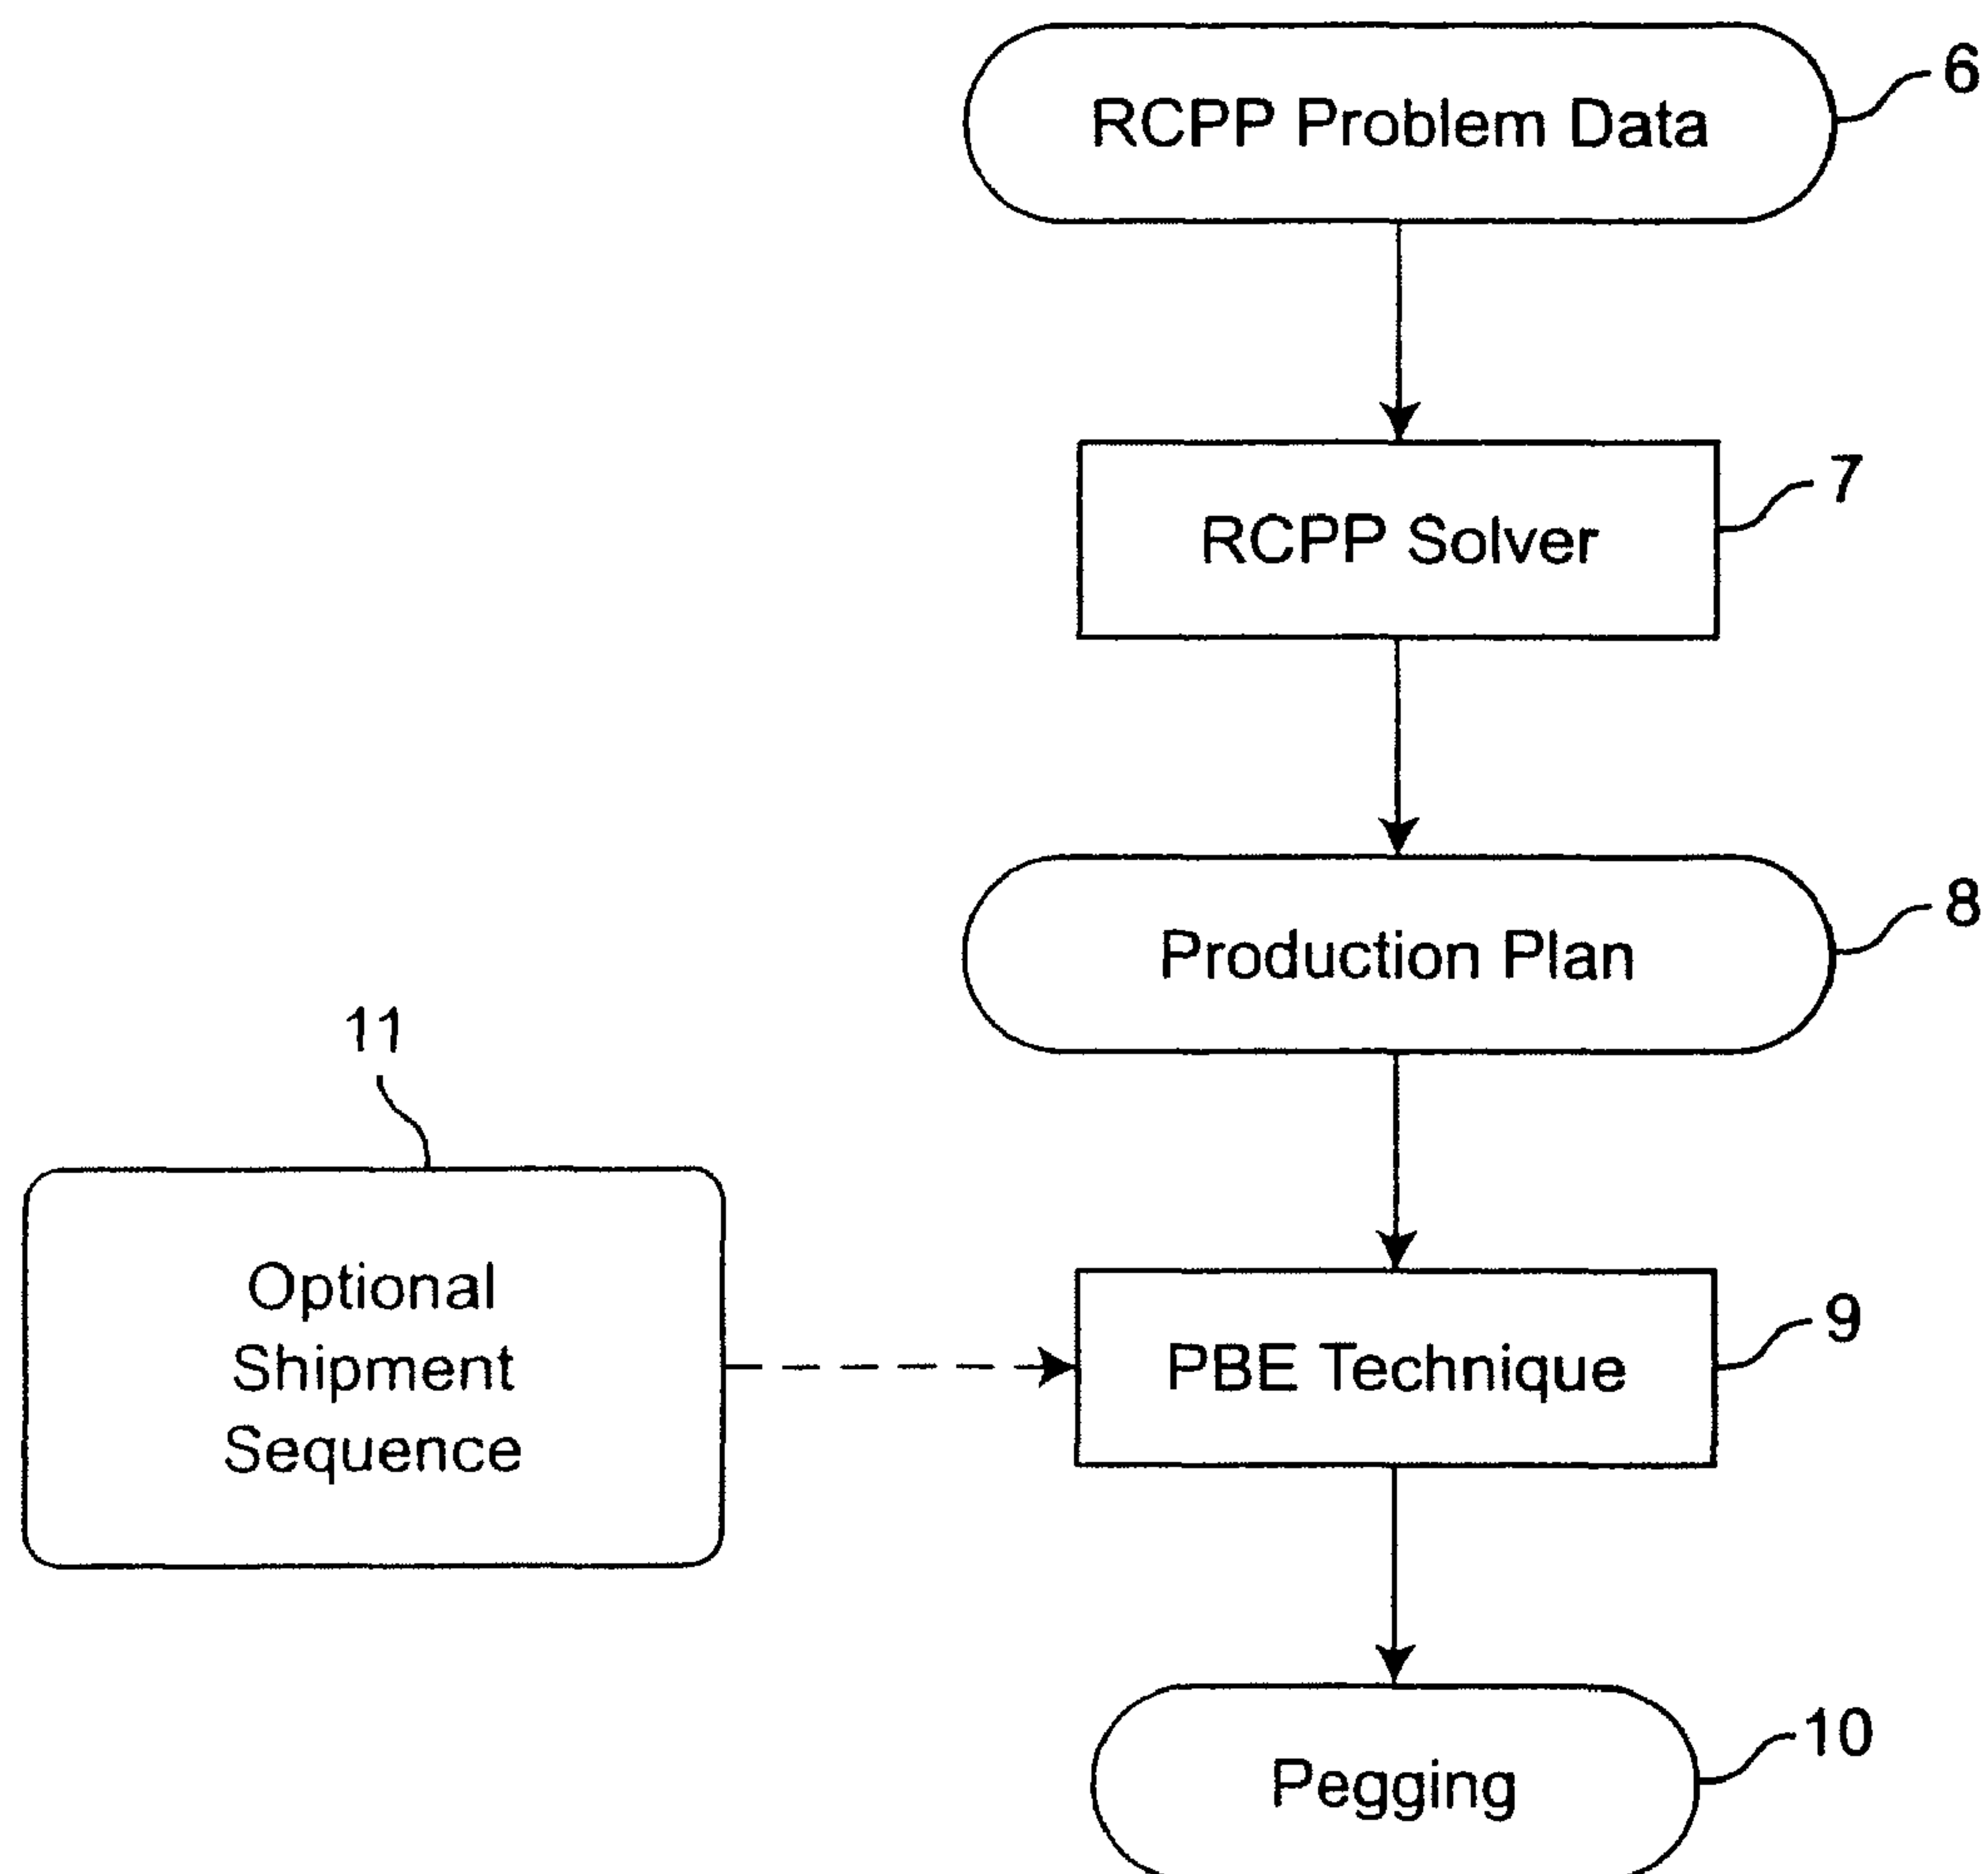 RCPP Problem Data
6
RCPP Solver
7
Production Plan
8
11
Optional
Shipment
Sequence
PBE Technique
9
Pegging
10